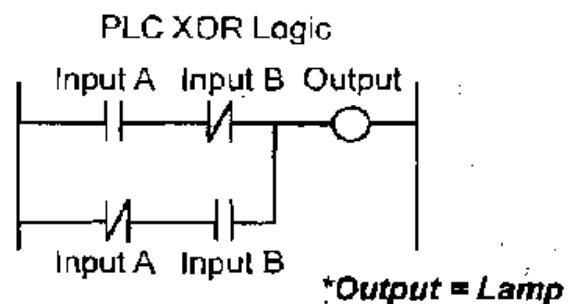 PLC XOR Logic
Input A Input B Output
Input A Input B
*Output = Lamp